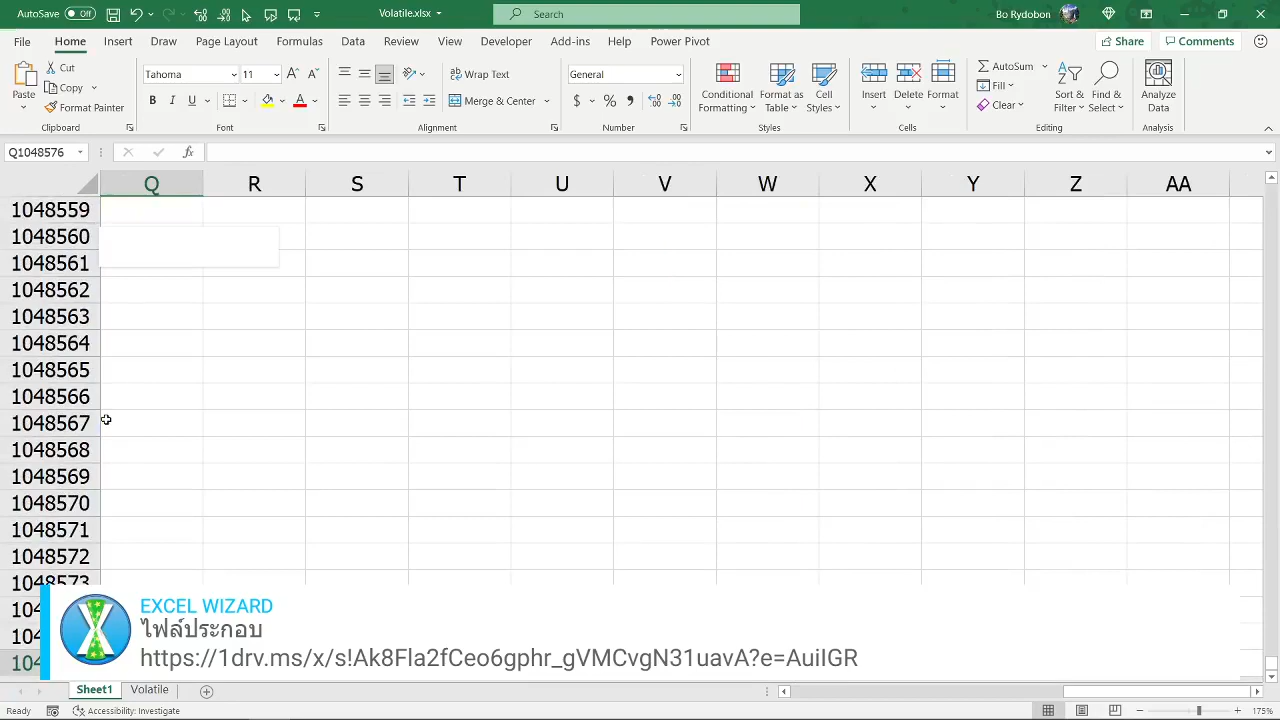 AutoSave Off Volatile.xlsx Search Bo Rydobon
File Home Insert Draw Page Layout Formulas Data Review View Developer Add-ins Help Power Pivot Share Comments
Paste Cut Copy Format Painter Clipboard
Tahoma 11 B I U Font
Wrap Text Merge & Center Alignment
General $ % Number
Conditional Formatting Format as Table Cell Styles Styles
Insert Delete Format Cells
AutoSum Fill Clear Sort & Filter Find & Select Editing
Analyze Data Analysis
Q1048576 fx
Q R S T U V W X Y Z AA
1048559
1048560
1048561
1048562
1048563
1048564
1048565
1048566
1048567
1048568
1048569
1048570
1048571
1048572
1048573
EXCEL WIZARD
ไฟล์ประกอบ
https://1drv.ms/x/s!Ak8Fla2fCeo6gphr_gVMCvgN31uavA?e=AuiIGR
Sheet1 Volatile
Ready Accessibility: Investigate 175%